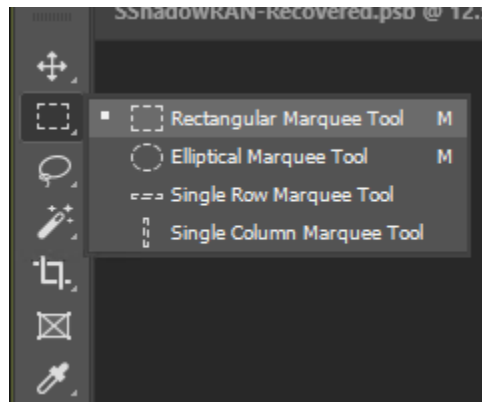 SShadowRAN-Recovered.psb @ 12.
Rectangular Marquee Tool M
Elliptical Marquee Tool M
Single Row Marquee Tool
Single Column Marquee Tool